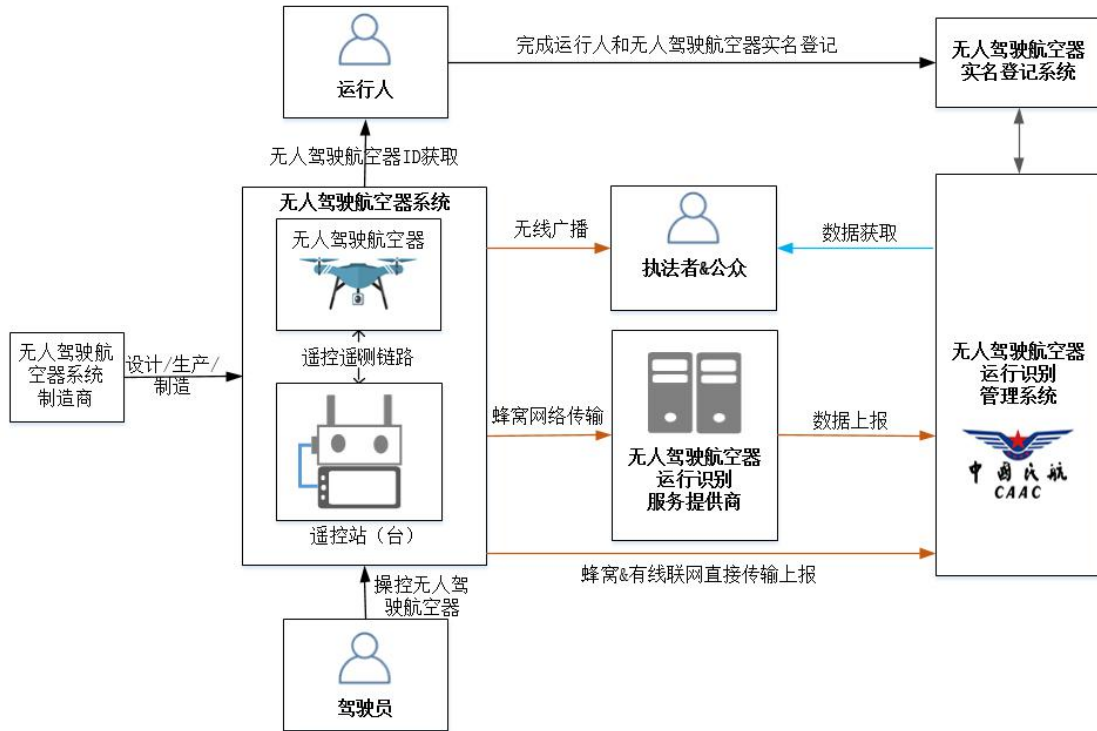 完成运行人和无人驾驶航空器实名登记
运行人
无人驾驶航空器
实名登记系统
无人驾驶航空器ID获取
无人驾驶航空器系统
无人驾驶航空器
无线广播
执法者&公众
数据获取
无人驾驶航
空器系统
制造商
设计/生产/
制造
遥控遥测链路
蜂窝网络传输
无人驾驶航空器
运行识别
服务提供商
数据上报
无人驾驶航空器
运行识别
管理系统
中国民航
CAAC
遥控站（台）
蜂窝&有线联网直接传输上报
操控无人驾
驶航空器
驾驶员